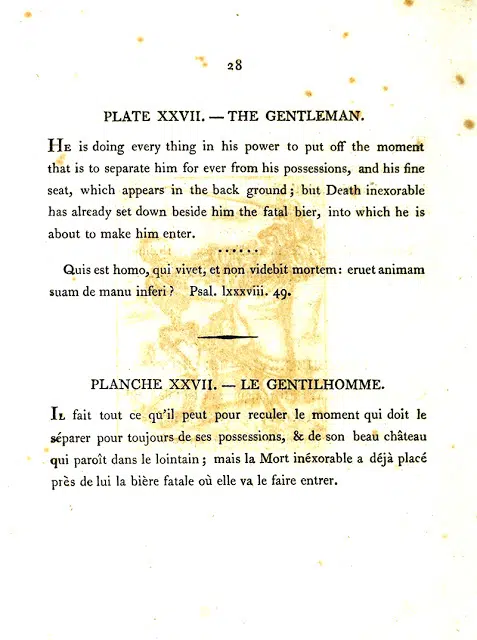 28
PLATE XXVII. — THE GENTLEMAN.
HE is doing every thing in his power to put off the moment
that is to separate him for ever from his possessions, and his fine
seat, which appears in the back ground; but Death inexorable
has already set down beside him the fatal bier, into which he is
about to make him enter.
......
Quis est homo, qui vivet, et non videbit mortem: eruet animam
suam de manu inferi? Psal. lxxxviii. 49.
PLANCHE XXVII. — LE GENTILHOMME.
IL fait tout ce qu'il peut pour reculer le moment qui doit le
séparer pour toujours de ses possessions, & de son beau château
qui paroît dans le lointain; mais la Mort inéxorable a déjà placé
près de lui la bière fatale où elle va le faire entrer.